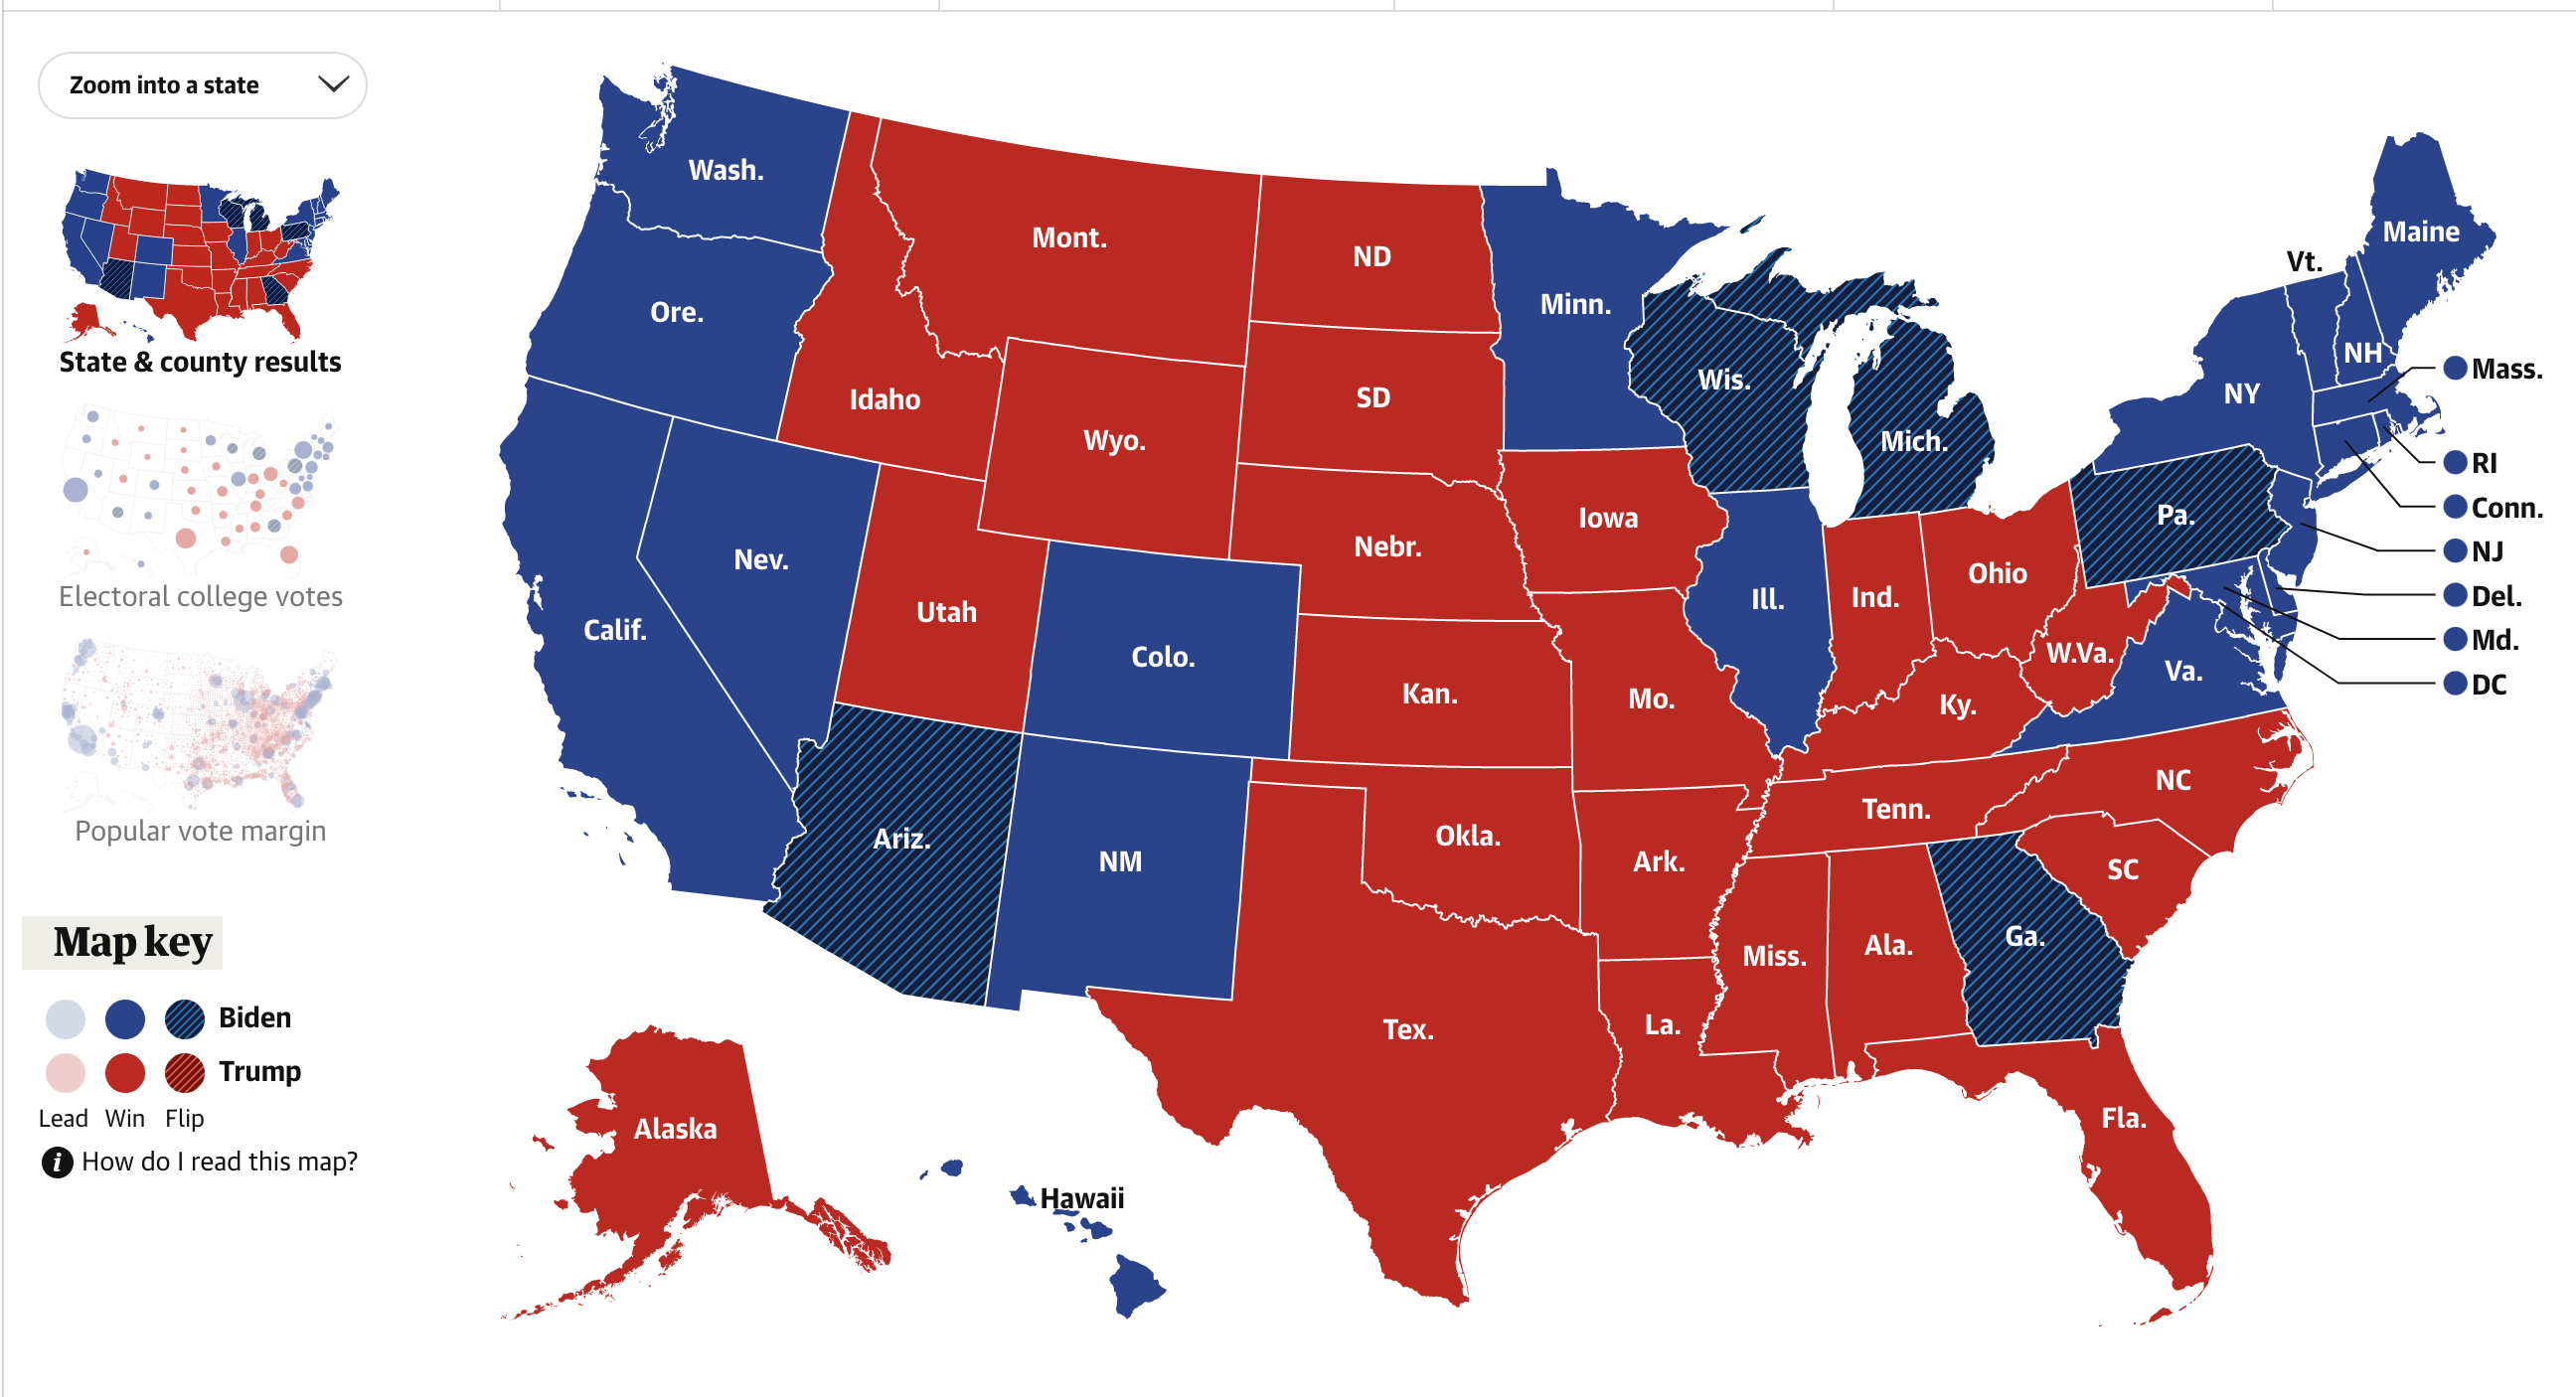 Zoom into a state
State & county results
Electoral college votes
Popular vote margin
Map key
Biden
Trump
Lead Win Flip
i How do I read this map?
Wash.
Ore.
Calif.
Nev.
Idaho
Mont.
Wyo.
Utah
Colo.
Ariz.
NM
ND
SD
Nebr.
Kan.
Okla.
Tex.
Minn.
Iowa
Mo.
Ark.
La.
Wis.
Ill.
Mich.
Ind.
Ohio
Ky.
Tenn.
Miss.
Ala.
Ga.
Fla.
SC
NC
Va.
W.Va.
Pa.
NY
Vt.
NH
Maine
Mass.
RI
Conn.
NJ
Del.
Md.
DC
Alaska
Hawaii